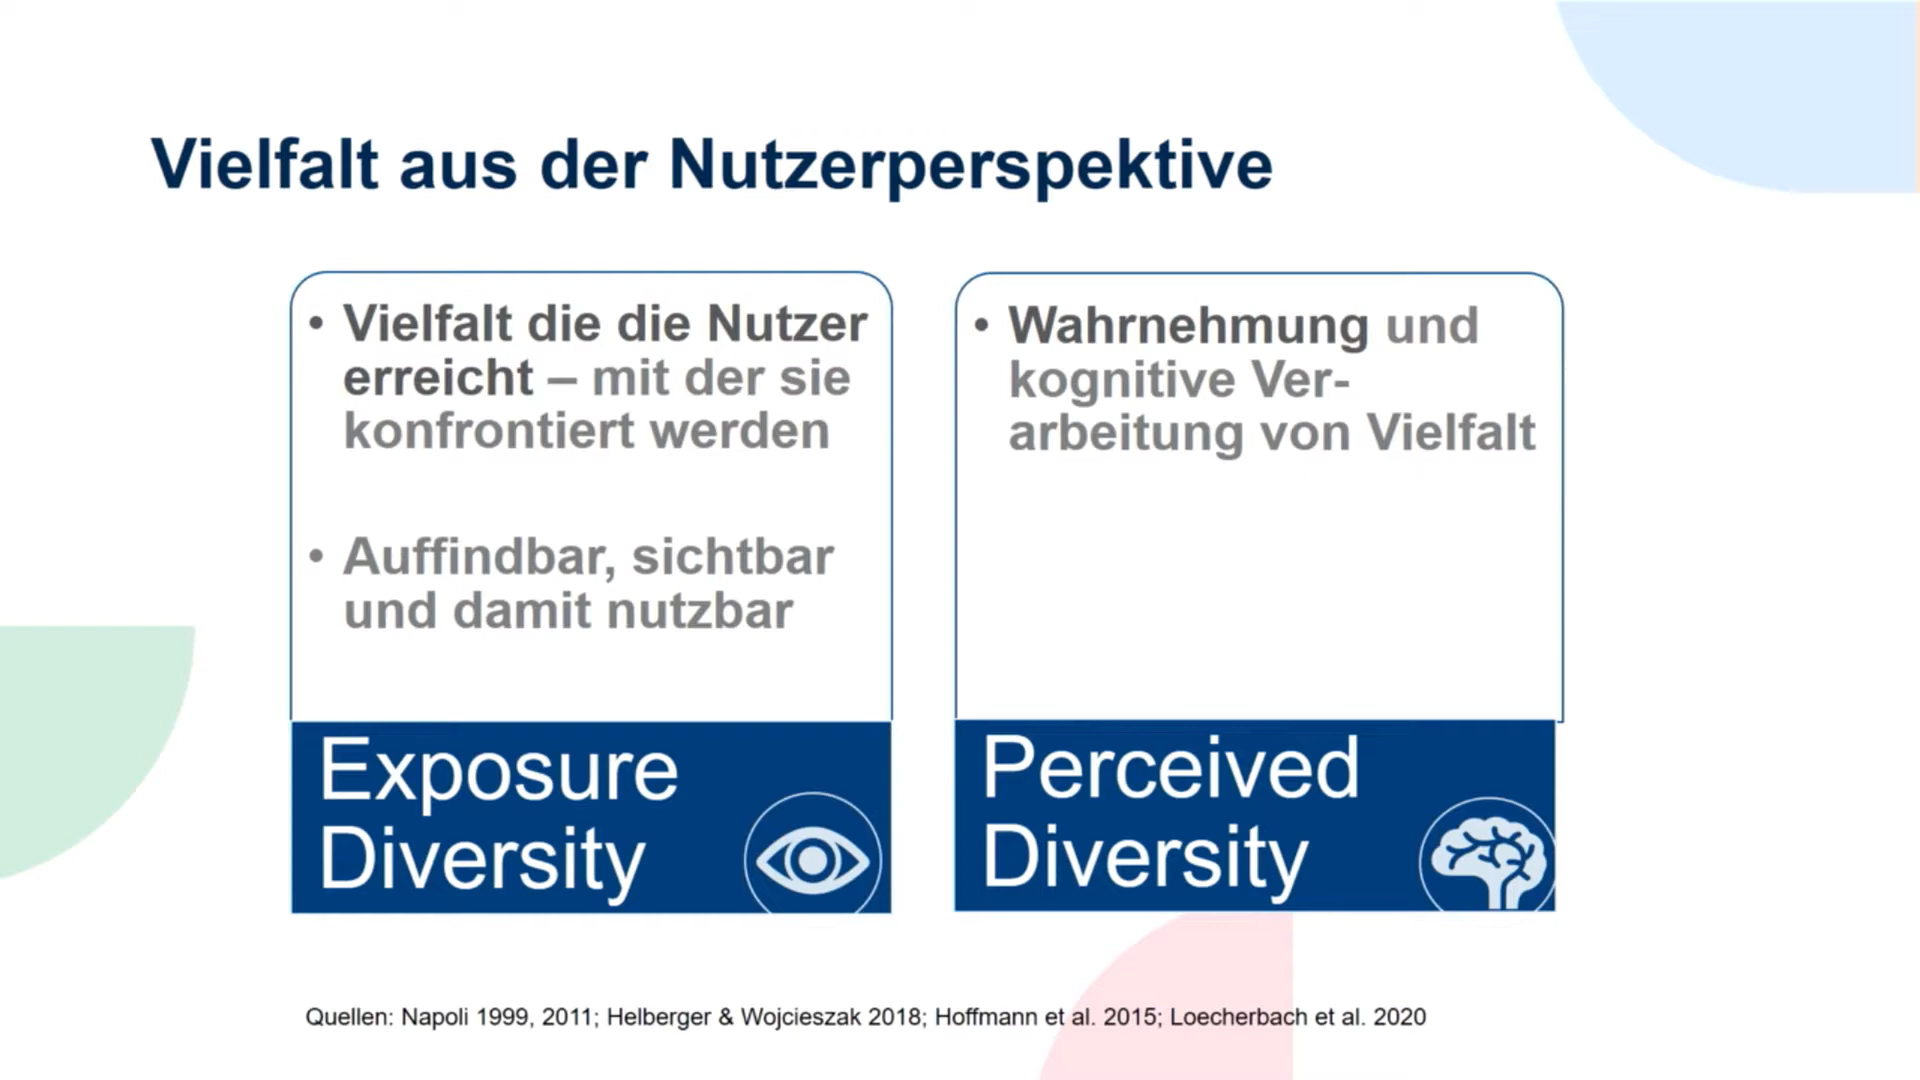 Vielfalt aus der Nutzerperspektive
• Vielfalt die die Nutzer
erreicht – mit der sie
konfrontiert werden
• Auffindbar, sichtbar
und damit nutzbar
Exposure
Diversity
• Wahrnehmung und
kognitive Ver-
arbeitung von Vielfalt
Perceived
Diversity
Quellen: Napoli 1999, 2011; Helberger & Wojcieszak 2018; Hoffmann et al. 2015; Loecherbach et al. 2020